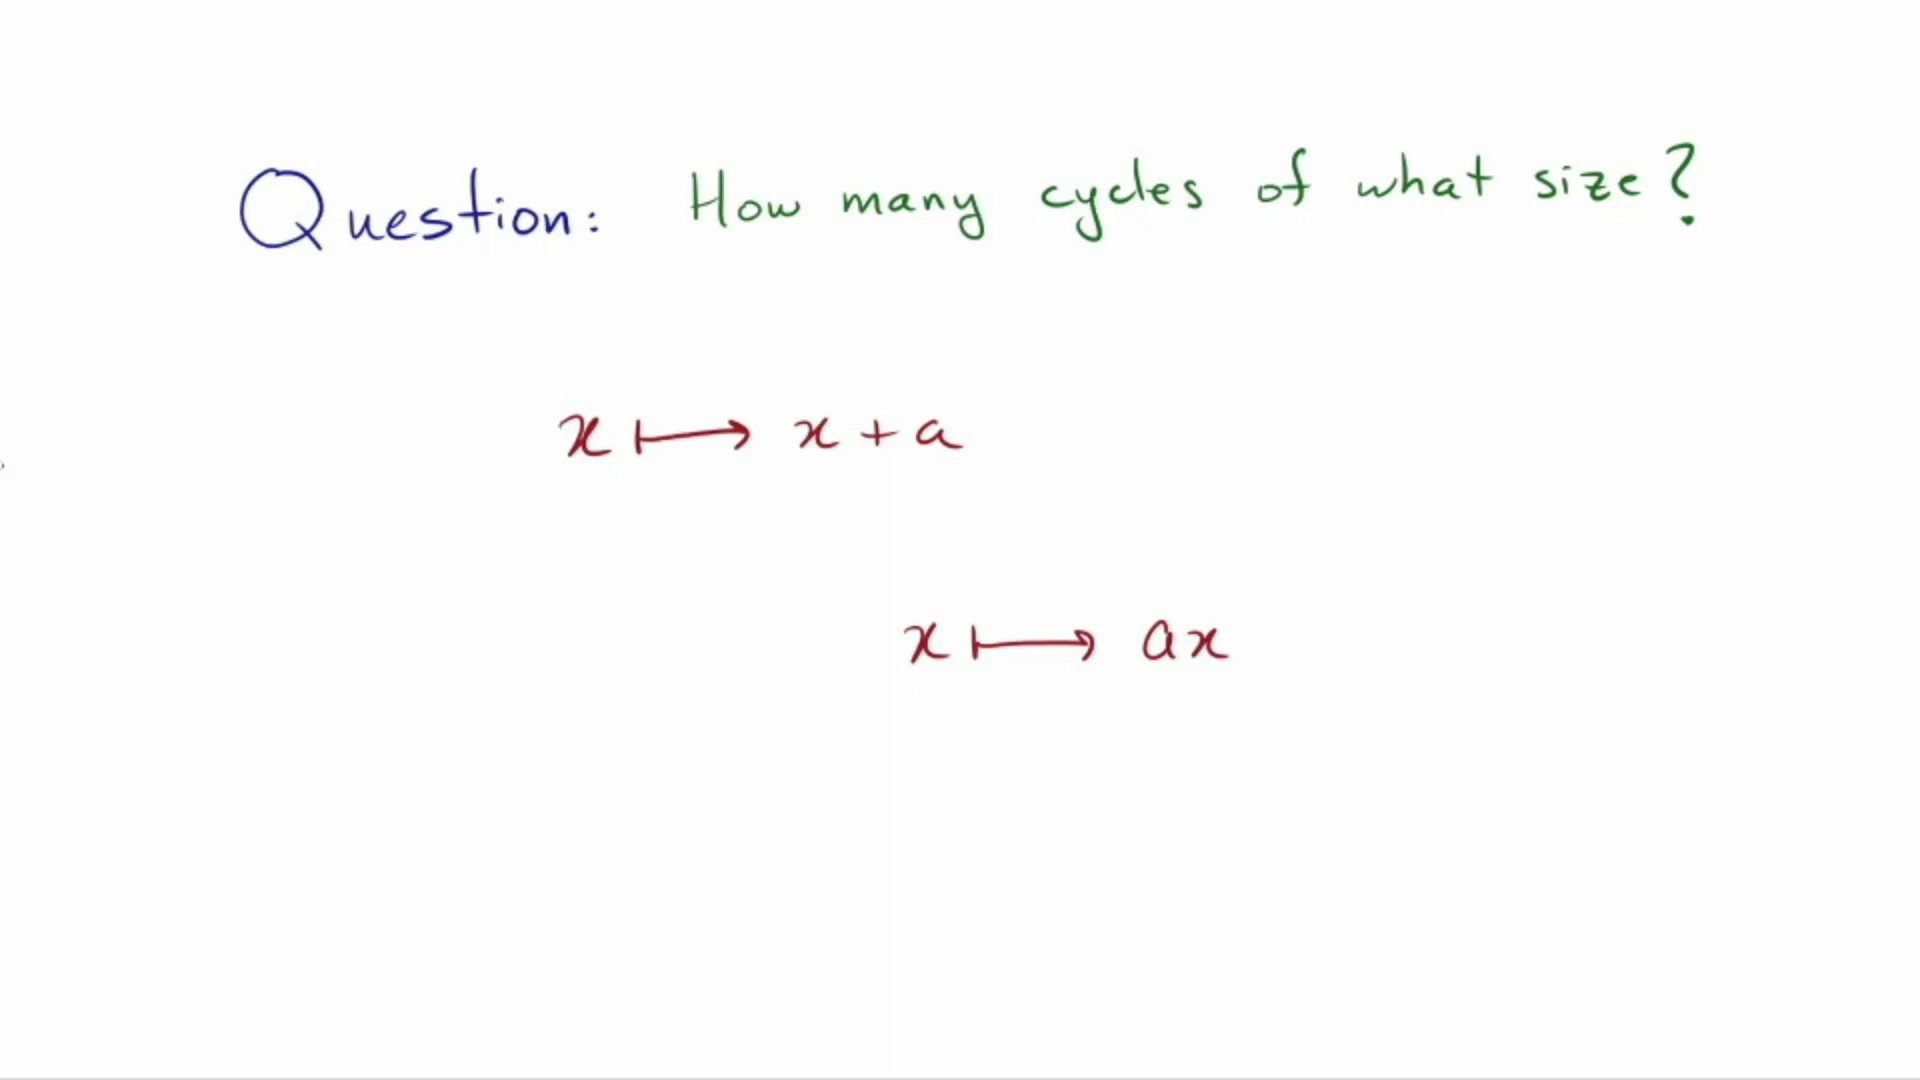 Question: How many cycles of what size?
x ↦ x + a
x ↦ ax